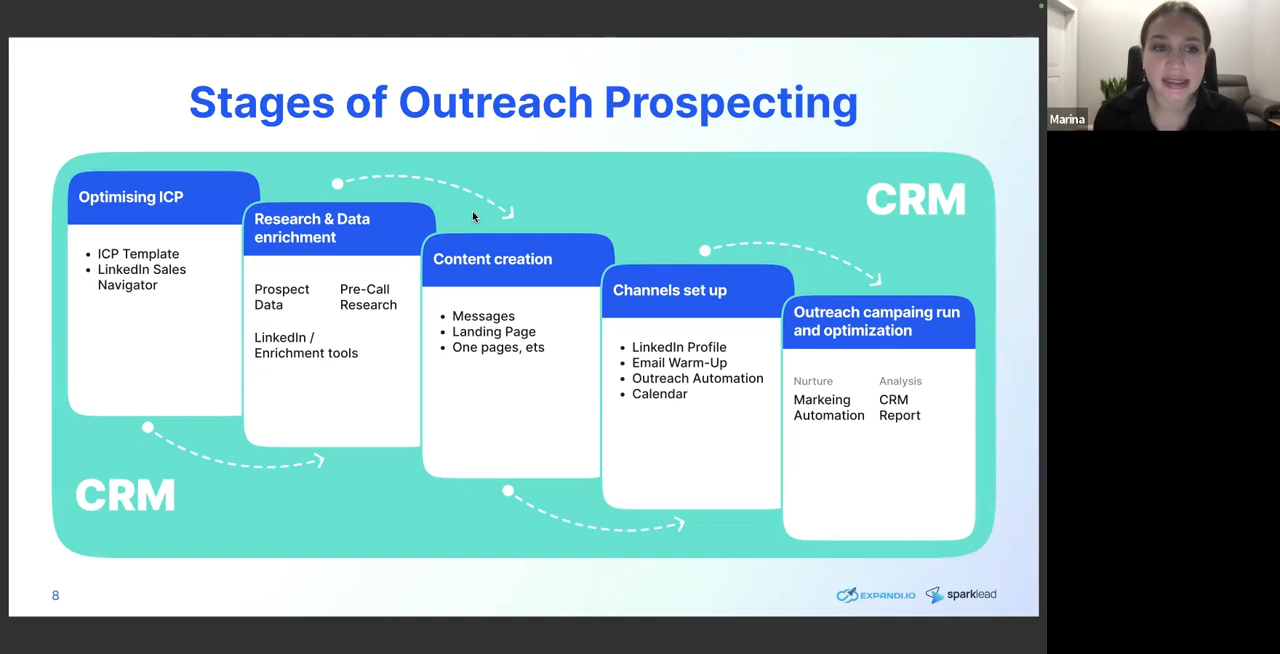 Stages of Outreach Prospecting
CRM
Optimising ICP
• ICP Template
• LinkedIn Sales
Navigator
Research & Data
enrichment
Prospect
Data
Pre-Call
Research
LinkedIn /
Enrichment tools
Content creation
• Messages
• Landing Page
• One pages, ets
Channels set up
• LinkedIn Profile
• Email Warm-Up
• Outreach Automation
• Calendar
Outreach campaing run
and optimization
Nurture
Markeing
Automation
Analysis
CRM
Report
CRM
8
EXPANDI.IO
sparklead
Marina